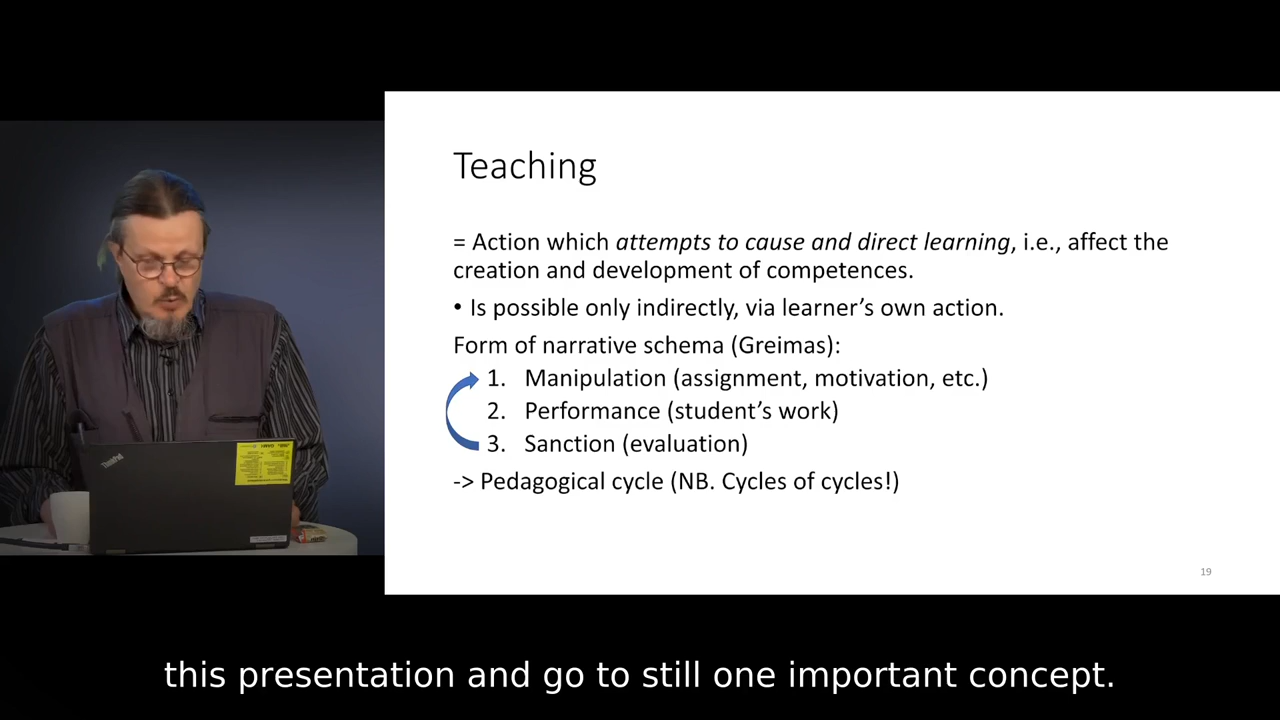 Teaching
= Action which attempts to cause and direct learning, i.e., affect the
creation and development of competences.
• Is possible only indirectly, via learner’s own action.
Form of narrative schema (Greimas):
1. Manipulation (assignment, motivation, etc.)
2. Performance (student’s work)
3. Sanction (evaluation)
-> Pedagogical cycle (NB. Cycles of cycles!)
19
ThinkPad
this presentation and go to still one important concept.